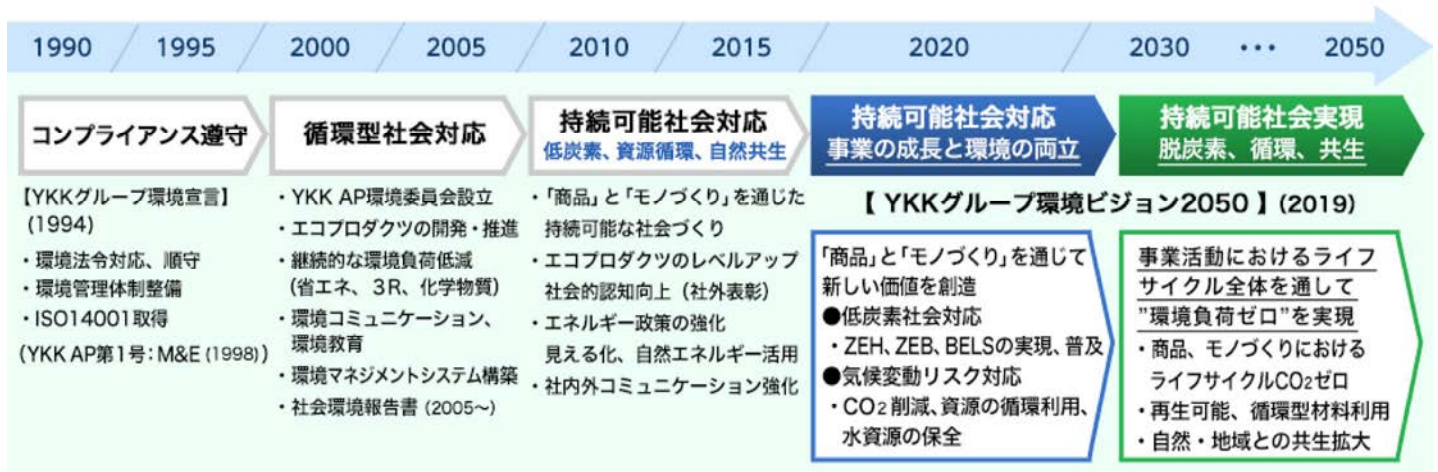 1990 1995 2000 2005 2010 2015 2020 2030 ••• 2050
コンプライアンス遵守
【YKKグループ環境宣言】
(1994)
・環境法令対応、順守
・環境管理体制整備
・ISO14001取得
(YKK AP第1号：M&E (1998))
循環型社会対応
・YKK AP環境委員会設立
・エコプロダクツの開発・推進
・継続的な環境負荷低減
(省エネ、3R、化学物質)
・環境コミュニケーション、
環境教育
・環境マネジメントシステム構築
・社会環境報告書 (2005～)
持続可能社会対応
低炭素、資源循環、自然共生
・「商品」と「モノづくり」を通じた
持続可能な社会づくり
・エコプロダクツのレベルアップ
社会的認知向上（社外表彰）
・エネルギー政策の強化
見える化、自然エネルギー活用
・社内外コミュニケーション強化
持続可能社会対応
事業の成長と環境の両立
持続可能社会実現
脱炭素、循環、共生
【 YKKグループ環境ビジョン2050 】(2019)
「商品」と「モノづくり」を通じて
新しい価値を創造
●低炭素社会対応
・ZEH、ZEB、BELSの実現、普及
●気候変動リスク対応
・CO2削減、資源の循環利用、
水資源の保全
事業活動におけるライフ
サイクル全体を通して
"環境負荷ゼロ"を実現
・商品、モノづくりにおける
ライフサイクルCO2ゼロ
・再生可能、循環型材料利用
・自然・地域との共生拡大